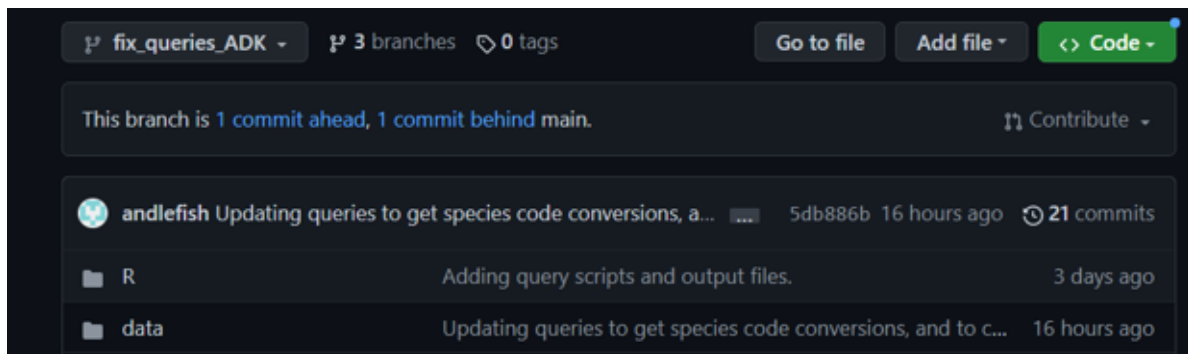 fix_queries_ADK 3 branches 0 tags Go to file Add file <> Code
This branch is 1 commit ahead, 1 commit behind main. Contribute
andlefish Updating queries to get species code conversions, a... ... 5db886b 16 hours ago 21 commits
R Adding query scripts and output files. 3 days ago
data Updating queries to get species code conversions, and to c... 16 hours ago